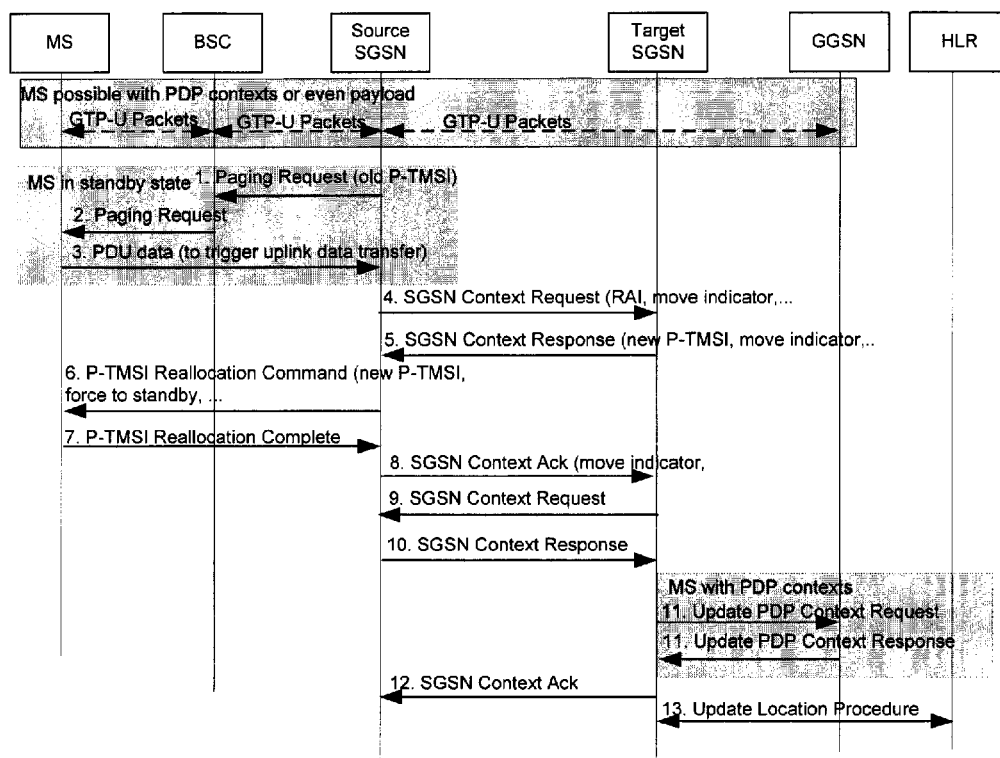 MS
BSC
Source
SGSN
Target
SGSN
GGSN
HLR
MS possible with PDP contexts or even payload
GTP-U Packets
GTP-U Packets
GTP-U Packets
MS in standby state
1. Paging Request (old P-TMSI)
2. Paging Request
3. PDU data (to trigger uplink data transfer)
4. SGSN Context Request (RAI, move indicator,...
5. SGSN Context Response (new P-TMSI, move indicator,..
6. P-TMSI Reallocation Command (new P-TMSI,
force to standby, ...
7. P-TMSI Reallocation Complete
8. SGSN Context Ack (move indicator,
9. SGSN Context Request
10. SGSN Context Response
MS with PDP contexts
11. Update PDP Context Request
11. Update PDP Context Response
12. SGSN Context Ack
13. Update Location Procedure